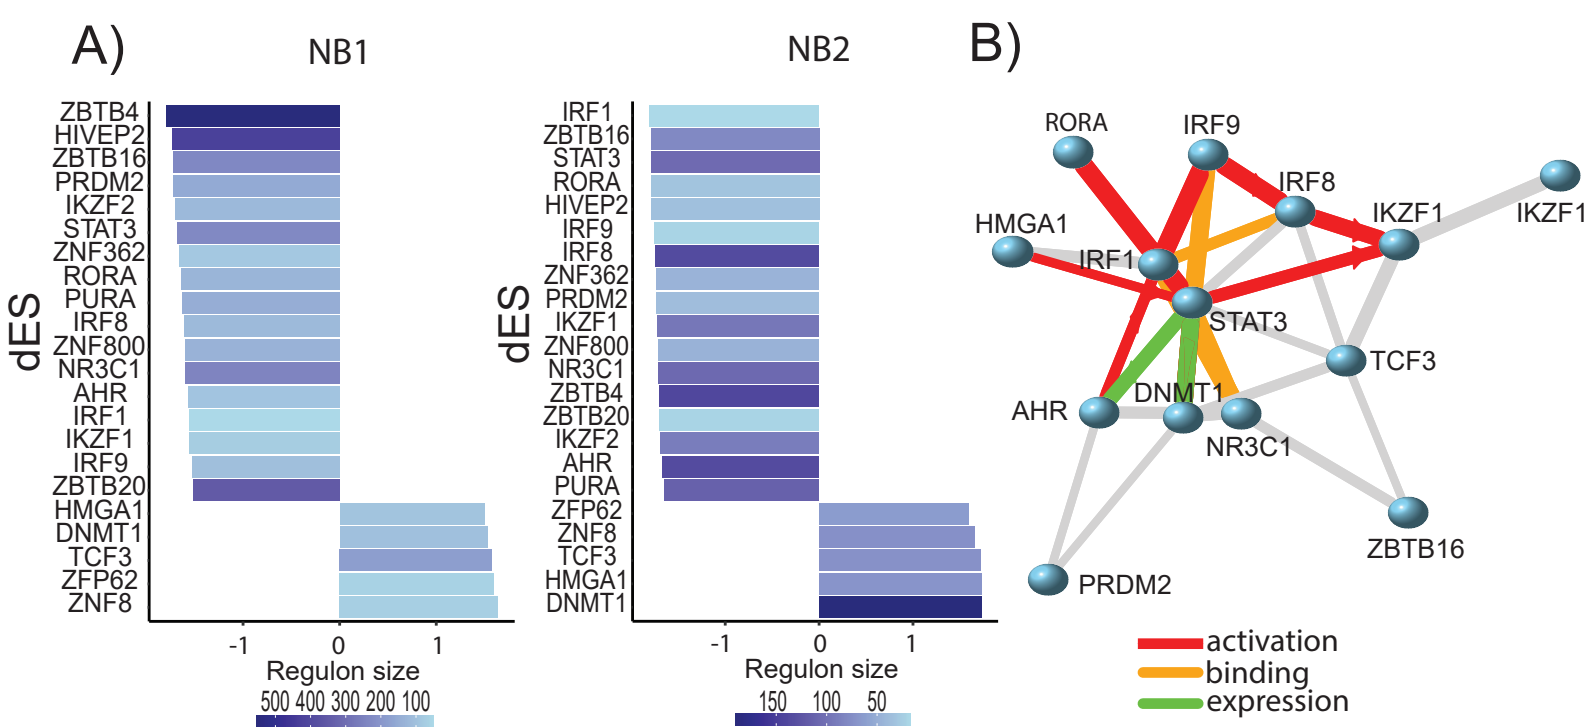 A)
NB1
NB2
B)
dES
ZBTB4
HIVEP2
ZBTB16
PRDM2
IKZF2
STAT3
ZNF362
RORA
PURA
IRF8
ZNF800
NR3C1
AHR
IRF1
IKZF1
IRF9
ZBTB20
HMGA1
DNMT1
TCF3
ZFP62
ZNF8
-1 0 1
Regulon size
500 400 300 200 100
dES
IRF1
ZBTB16
STAT3
RORA
HIVEP2
IRF9
IRF8
ZNF362
PRDM2
IKZF1
ZNF800
NR3C1
ZBTB4
ZBTB20
IKZF2
AHR
PURA
ZFP62
ZNF8
TCF3
HMGA1
DNMT1
-1 0 1
Regulon size
150 100 50
RORA
IRF9
IRF8
IKZF1
IKZF1
HMGA1
IRF1
STAT3
TCF3
AHR
DNMT1
NR3C1
ZBTB16
PRDM2
activation
binding
expression